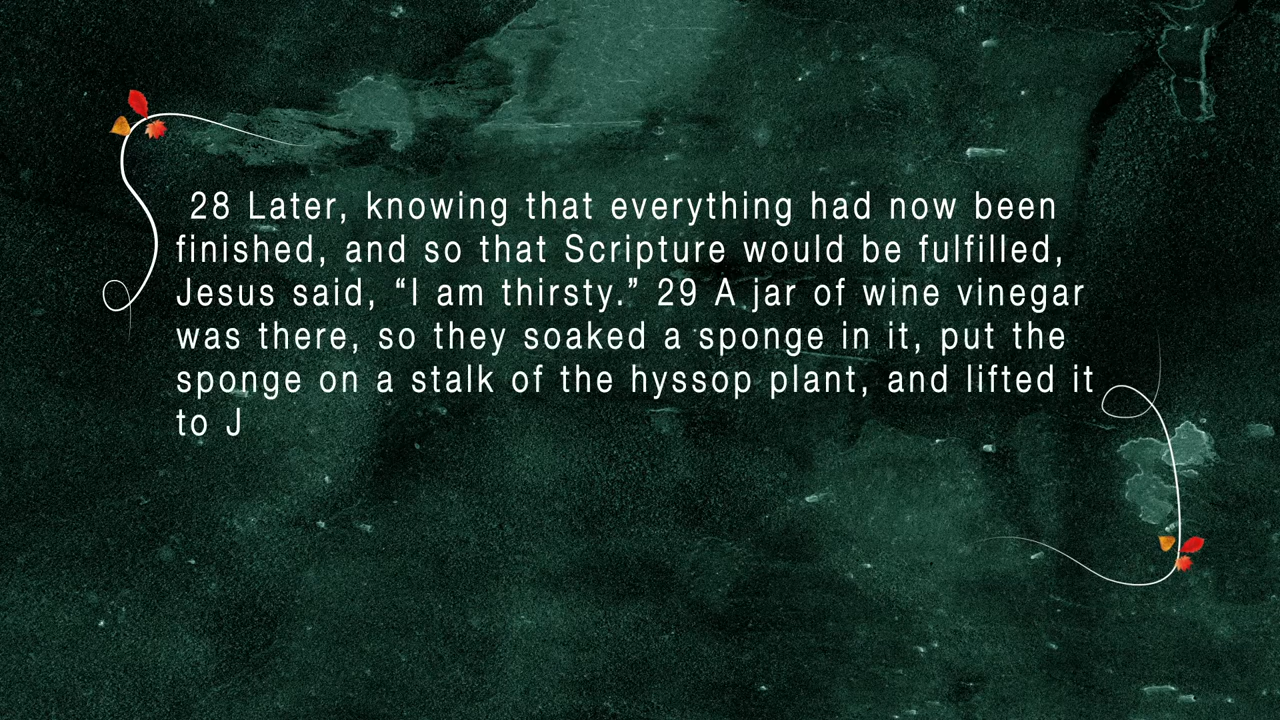 28 Later, knowing that everything had now been
finished, and so that Scripture would be fulfilled,
Jesus said, “I am thirsty.” 29 A jar of wine vinegar
was there, so they soaked a sponge in it, put the
sponge on a stalk of the hyssop plant, and lifted it
to J